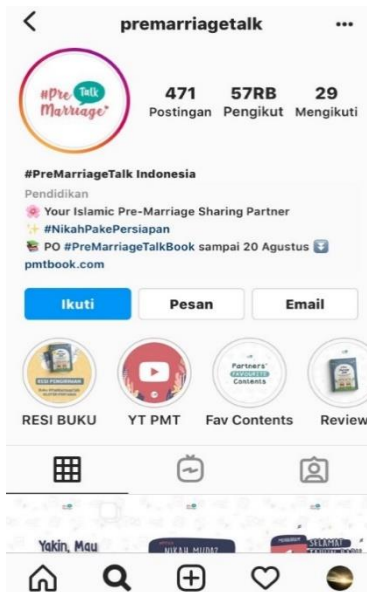 premarriagetalk
#Pre Talk
Marriage
471 57RB 29
Postingan Pengikut Mengikuti
#PreMarriageTalk Indonesia
Pendidikan
Your Islamic Pre-Marriage Sharing Partner
#NikahPakePersiapan
PO #PreMarriageTalkBook sampai 20 Agustus
pmtbook.com
Ikuti Pesan Email
RESI PENGIRIMAN
Partners'
FAVOURITE
Contents
RESI BUKU YT PMT Fav Contents Review
Yakin, Mau
NIKAH MUDA?
SELAMAT